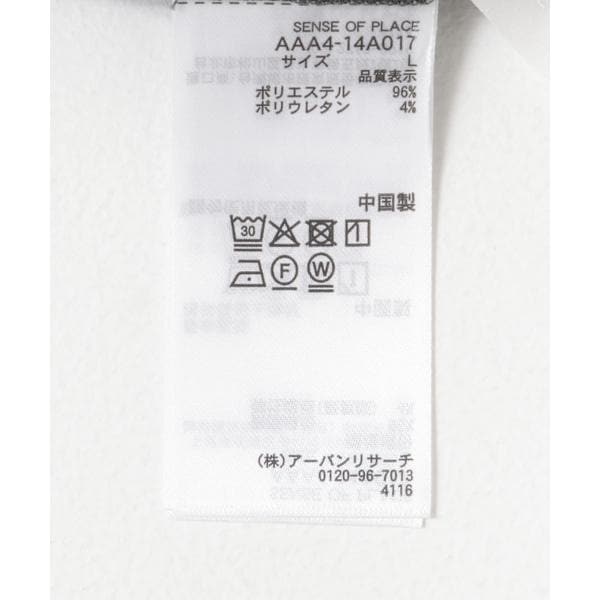 SENSE OF PLACE
AAA4-14A017
サイズ L
品質表示
ポリエステル 96%
ポリウレタン 4%
中国製
30
F W
(株)アーバンリサーチ
0120-96-7013
4116